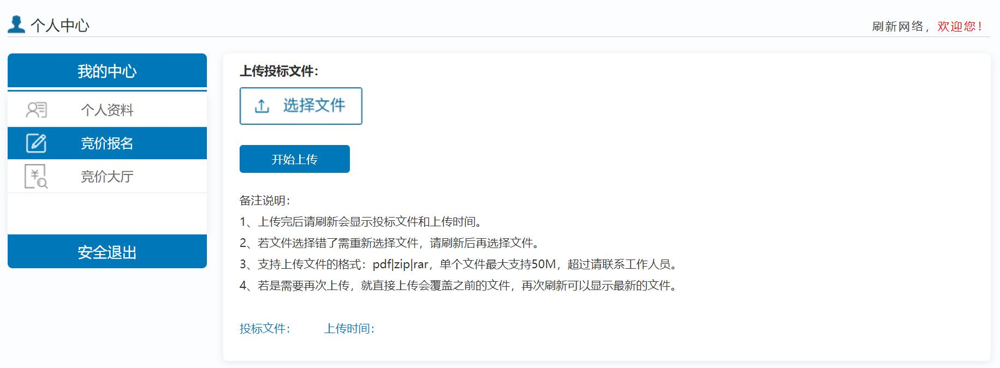 个人中心
刷新网络，欢迎您！
我的中心
个人资料
竞价报名
竞价大厅
安全退出
上传投标文件：
选择文件
开始上传
备注说明：
1、上传完后请刷新会显示投标文件和上传时间。
2、若文件选择错了需重新选择文件，请刷新后再选择文件。
3、支持上传文件的格式：pdf|zip|rar，单个文件最大支持50M，超过请联系工作人员。
4、若是需要再次上传，就直接上传会覆盖之前的文件，再次刷新可以显示最新的文件。
投标文件： 上传时间：